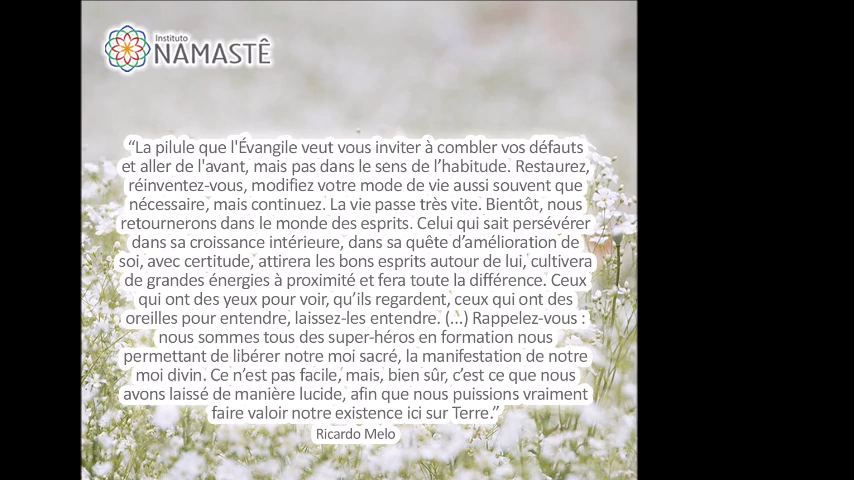 Instituto
NAMASTÊ
“La pilule que l'Évangile veut vous inviter à combler vos défauts
et aller de l'avant, mais pas dans le sens de l’habitude. Restaurez,
réinventez-vous, modifiez votre mode de vie aussi souvent que
nécessaire, mais continuez. La vie passe très vite. Bientôt, nous
retournerons dans le monde des esprits. Celui qui sait persévérer
dans sa croissance intérieure, dans sa quête d’amélioration de
soi, avec certitude, attirera les bons esprits autour de lui, cultivera
de grandes énergies à proximité et fera toute la différence. Ceux
qui ont des yeux pour voir, qu’ils regardent, ceux qui ont des
oreilles pour entendre, laissez-les entendre. (...) Rappelez-vous :
nous sommes tous des super-héros en formation nous
permettant de libérer notre moi sacré, la manifestation de notre
moi divin. Ce n’est pas facile, mais, bien sûr, c’est ce que nous
avons laissé de manière lucide, afin que nous puissions vraiment
faire valoir notre existence ici sur Terre.”
Ricardo Melo